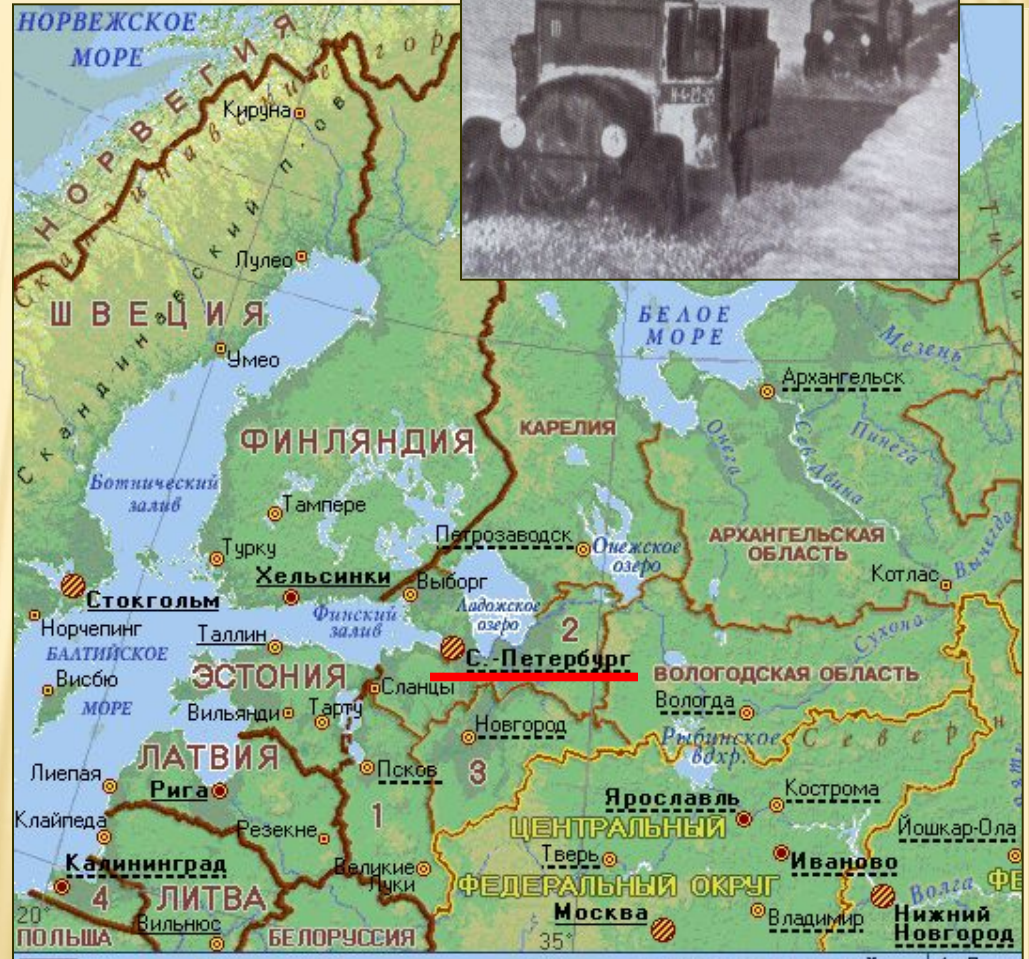 НОРВЕЖСКОЕ
МОРЕ
НОРВЕГИЯ
гор
Кируна
Скандинавский п-ов
Лулео
ШВЕЦИЯ
Умео
БЕЛОЕ
МОРЕ
Мезень
Архангельск
ФИНЛЯНДИЯ
КАРЕЛИЯ
Онега
Сев Двина
Пинега
Ботнический
залив
Тампере
Петрозаводск
Онежское
озеро
АРХАНГЕЛЬСКАЯ
ОБЛАСТЬ
Вычегда
Турку
Котлас
Хельсинки
Выборг
Стокгольм
Финский
залив
Ладожское
озеро
2
Норчепинг
Таллин
С.-Петербург
Сухона
БАЛТИЙСКОЕ
МОРЕ
Висбю
ЭСТОНИЯ
Сланцы
ВОЛОГОДСКАЯ ОБЛАСТЬ
Вильянди
Тарту
Новгород
Вологда
Рыбинское
вдхр.
Северн
ЛАТВИЯ
Лиепая
Псков
3
Рига
Ярославль
Кострома
Клайпеда
Резекне
1
ЦЕНТРАЛЬНЫЙ
Йошкар-Ола
Калининград
Великие
Луки
Тверь
Иваново
4
ЛИТВА
ФЕДЕРАЛЬНЫЙ ОКРУГ
Волга
ФЕ
20°
Вильнюс
Москва
Владимир
Нижний
Новгород
ПОЛЬША
БЕЛОРУССИЯ
35°